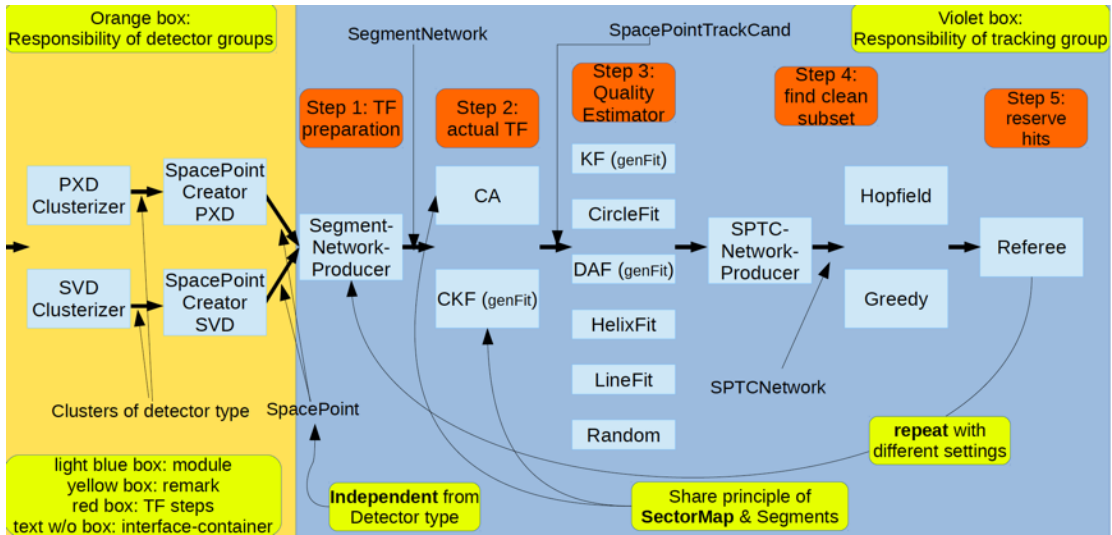 Orange box:
Responsibility of detector groups
SegmentNetwork
SpacePointTrackCand
Violet box:
Responsibility of tracking group
Step 1: TF
preparation
Step 2:
actual TF
Step 3:
Quality
Estimator
Step 4:
find clean
subset
Step 5:
reserve
hits
PXD
Clusterizer
SpacePoint
Creator
PXD
SVD
Clusterizer
SpacePoint
Creator
SVD
Segment-
Network-
Producer
CA
CKF (genFit)
KF (genFit)
CircleFit
DAF (genFit)
HelixFit
LineFit
Random
SPTC-
Network-
Producer
Hopfield
Greedy
Referee
Clusters of detector type
SpacePoint
SPTCNetwork
repeat with
different settings
light blue box: module
yellow box: remark
red box: TF steps
text w/o box: interface-container
Independent from
Detector type
Share principle of
SectorMap & Segments